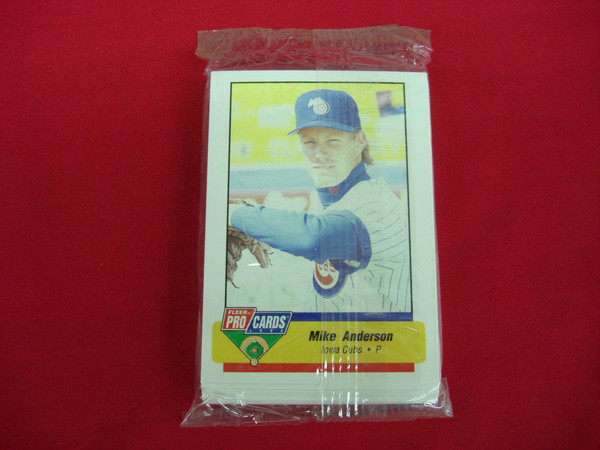 FLEER
PRO CARDS
Mike Anderson
Iowa Cubs • P